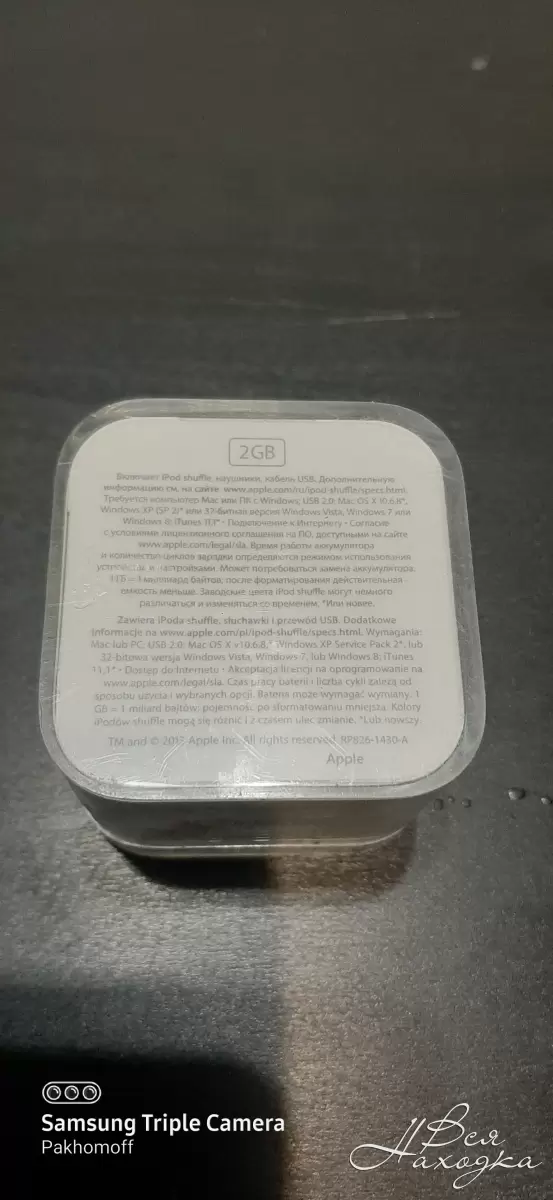 2GB
Включает iPod shuffle, наушники, кабель USB. Дополнительную
информацию см. на сайте www.apple.com/ru/ipod-shuffle/specs.html.
Требуется компьютер Mac или ПК с Windows; USB 2.0; Mac OS X 10.6.8*,
Windows XP (SP 2)* или 32-битная версия Windows Vista, Windows 7 или
Windows 8; iTunes 11.1* • Подключение к Интернету • Согласие
с условиями лицензионного соглашения на ПО, доступными на сайте
www.apple.com/legal/sla. Время работы аккумулятора
и количество циклов зарядки определяются режимом использования
устройства и настройками. Может потребоваться замена аккумулятора.
1 ГБ = 1 миллиард байтов; после форматирования действительная
емкость меньше. Заводские цвета iPod shuffle могут немного
различаться и изменяться со временем. *Или новее.
Zawiera iPoda shuffle, słuchawki i przewód USB. Dodatkowe
informacje na www.apple.com/pl/ipod-shuffle/specs.html. Wymagania:
Mac lub PC; USB 2.0; Mac OS X v10.6.8,* Windows XP Service Pack 2*, lub
32-bitowa wersja Windows Vista, Windows 7, lub Windows 8; iTunes
11.1* • Dostęp do Internetu • Akceptacja licencji na oprogramowanie na
www.apple.com/legal/sla. Czas pracy baterii i liczba cykli zależą od
sposobu użycia i wybranych opcji. Bateria może wymagać wymiany. 1
GB = 1 miliard bajtów; pojemność po sformatowaniu mniejsza. Kolory
iPodów shuffle mogą się różnić i z czasem ulec zmianie. *Lub nowszy
TM and © 2013 Apple Inc. All rights reserved. RP826-1430-A
Apple
Samsung Triple Camera
Pakhomoff
Вся
Находка